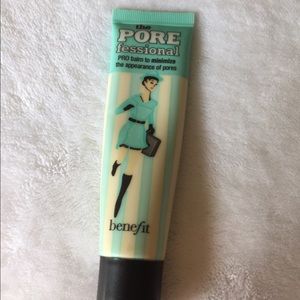 the
PORE
fessional
PRO balm to minimize
the appearance of pores
benefit